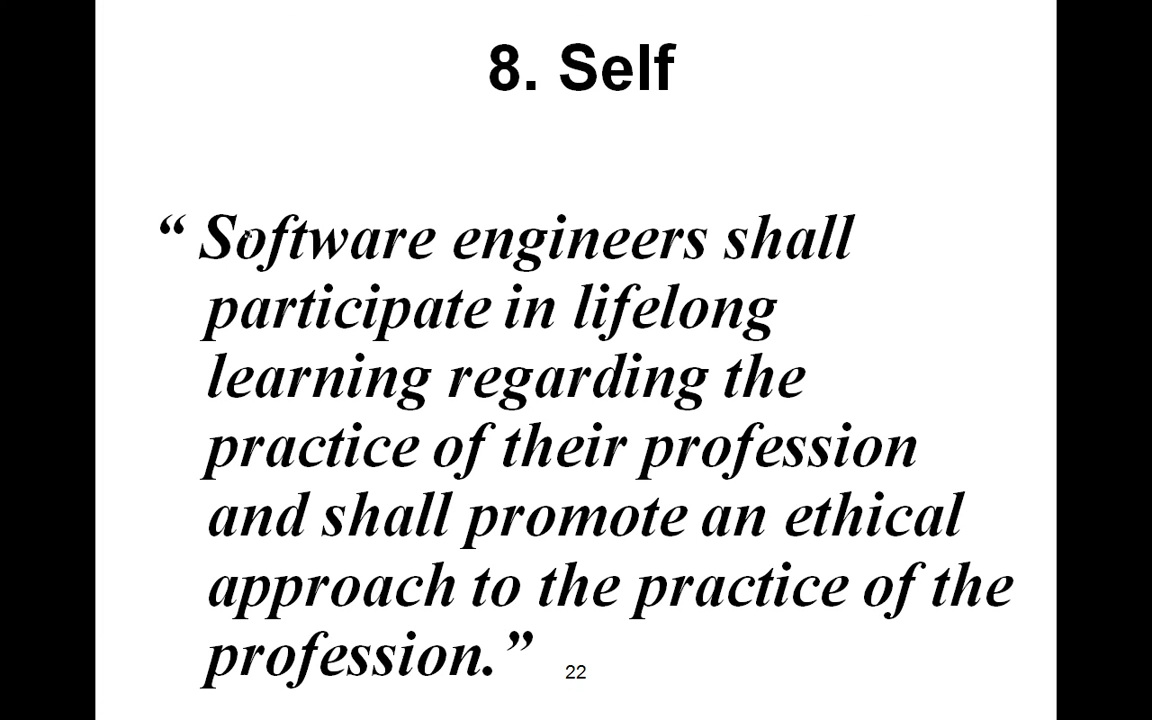 8. Self
“ Software engineers shall
participate in lifelong
learning regarding the
practice of their profession
and shall promote an ethical
approach to the practice of the
profession.”
22